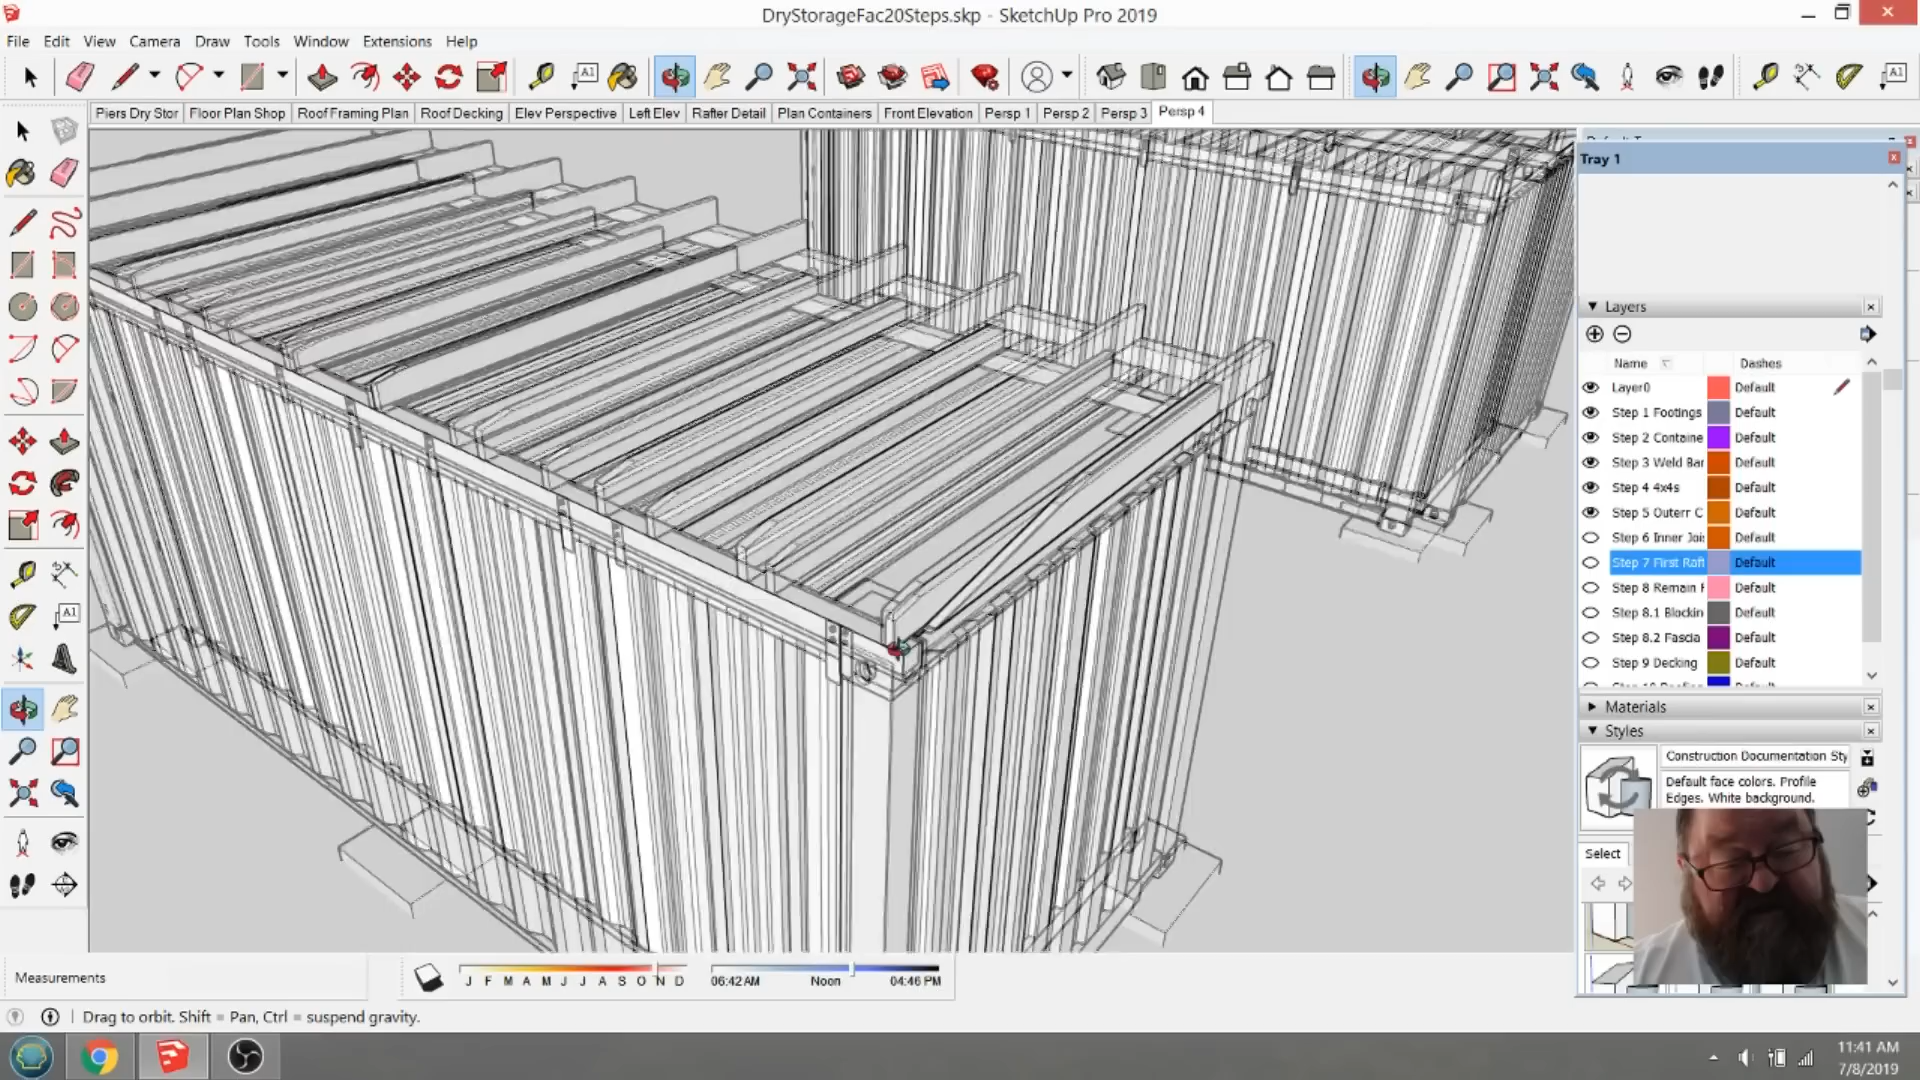 DryStorageFac20Steps.skp - SketchUp Pro 2019
File Edit View Camera Draw Tools Window Extensions Help
A1
A1
Piers Dry Stor Floor Plan Shop Roof Framing Plan Roof Decking Elev Perspective Left Elev Rafter Detail Plan Containers Front Elevation Persp 1 Persp 2 Persp 3 Persp 4
Tray 1
Layers
Name Dashes
Layer0 Default
Step 1 Footings Default
Step 2 Containe Default
Step 3 Weld Bar Default
Step 4 4x4s Default
Step 5 Outerr C Default
Step 6 Inner Joi Default
Step 7 First Raft Default
Step 8 Remain Default
Step 8.1 Blockin Default
Step 8.2 Fascia Default
Step 9 Decking Default
A1
Materials
Styles
Construction Documentation Sty
Default face colors. Profile
Edges. White background.
Select
Measurements
J F M A M J J A S O N D
06:42 AM Noon 04:46 PM
Drag to orbit. Shift = Pan, Ctrl = suspend gravity.
11:41 AM
7/8/2019